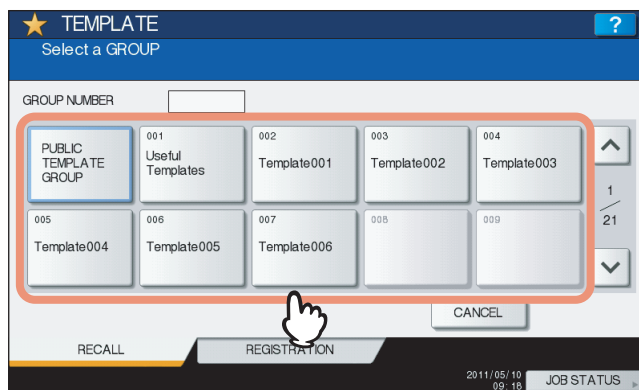 TEMPLATE
?
Select a GROUP
GROUP NUMBER
PUBLIC
TEMPLATE
GROUP
001
Useful
Templates
002
Template001
003
Template002
004
Template003
005
Template004
006
Template005
007
Template006
008
009
1
21
CANCEL
RECALL
REGISTRATION
2011/05/10
09:18
JOB STATUS